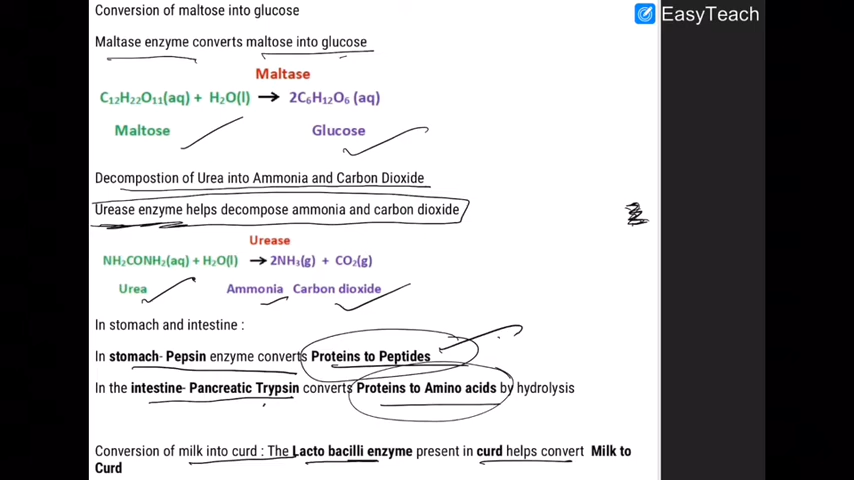 Conversion of maltose into glucose
EasyTeach
Maltase enzyme converts maltose into glucose
Maltase
C₁₂H₂₂O₁₁(aq) + H₂O(l) → 2C₆H₁₂O₆ (aq)
Maltose Glucose
Decompostion of Urea into Ammonia and Carbon Dioxide
Urease enzyme helps decompose ammonia and carbon dioxide
Urease
NH₂CONH₂(aq) + H₂O(l) → 2NH₃(g) + CO₂(g)
Urea Ammonia Carbon dioxide
In stomach and intestine :
In stomach- Pepsin enzyme converts Proteins to Peptides
In the intestine- Pancreatic Trypsin converts Proteins to Amino acids by hydrolysis
Conversion of milk into curd : The Lacto bacilli enzyme present in curd helps convert Milk to
Curd